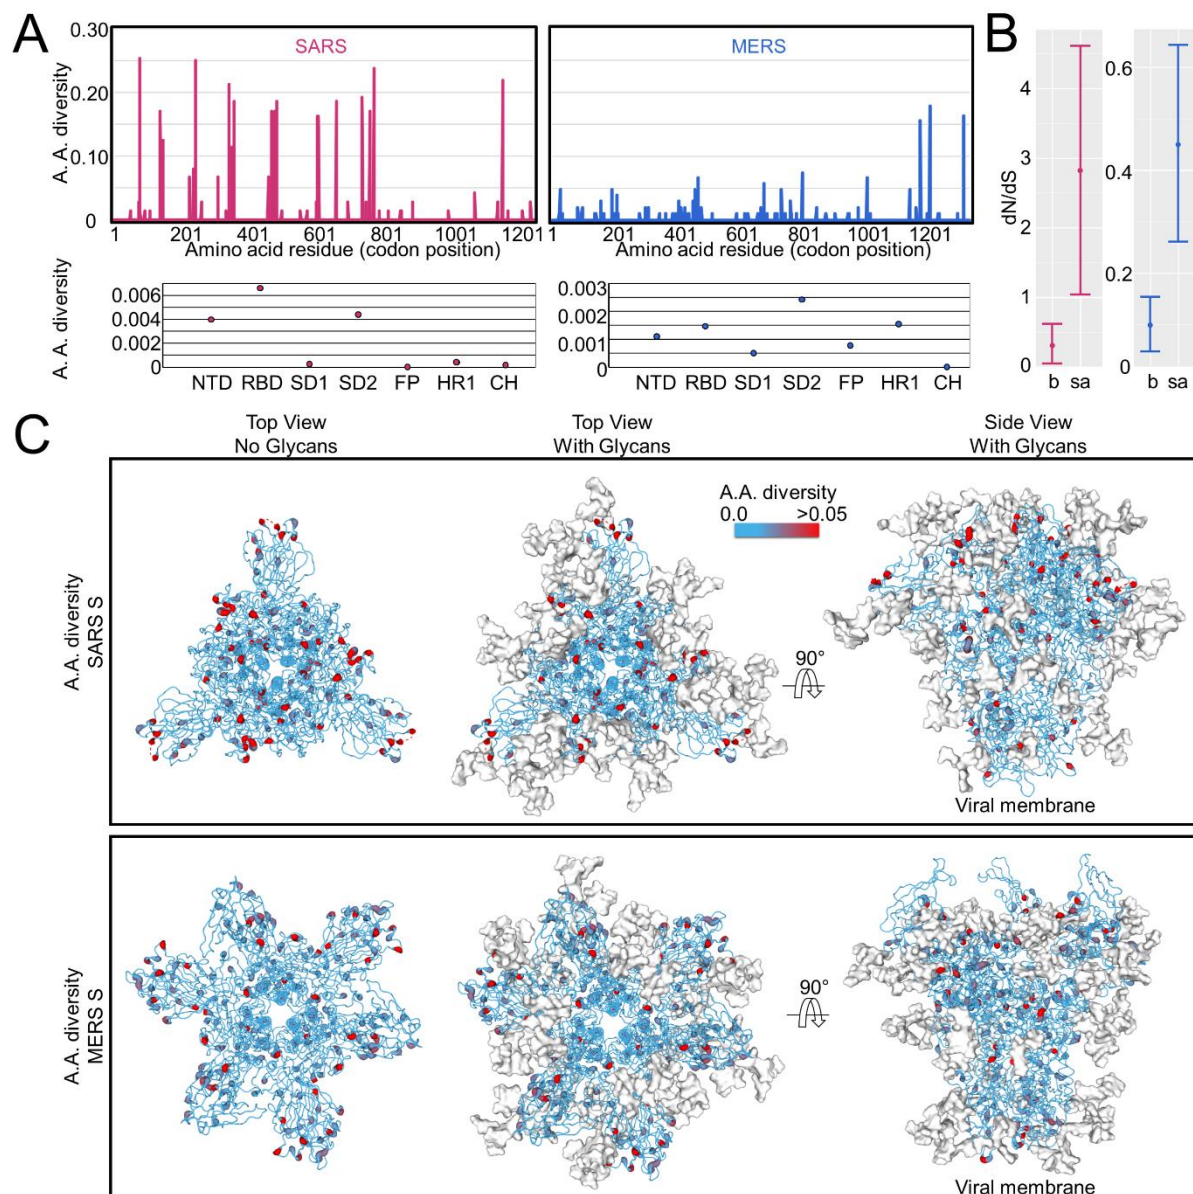 A
B
0.30
0.20
0.10
0
A. A. diversity
SARS
MERS
1 201 401 601 801 1001 1201
1 201 401 601 801 1001 1201
Amino acid residue (codon position)
Amino acid residue (codon position)
A. A. diversity
0.006
0.004
0.002
0
NTD RBD SD1 SD2 FP HR1 CH
0.003
0.002
0.001
0
NTD RBD SD1 SD2 FP HR1 CH
dN/dS
4
3
2
1
0
b sa
0.6
0.4
0.2
0
b sa
C
Top View
No Glycans
Top View
With Glycans
Side View
With Glycans
A.A. diversity
0.0 >0.05
A.A. diversity
SARS S
90°
Viral membrane
A.A. diversity
MERS S
90°
Viral membrane